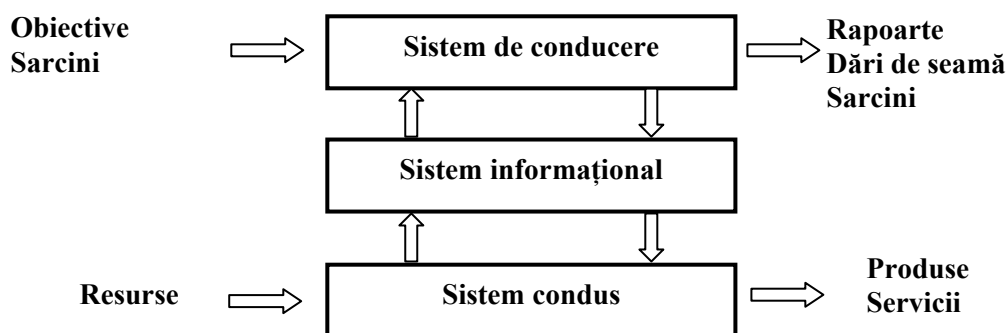 Obiective
Sarcini
Sistem de conducere
Rapoarte
Dări de seamă
Sarcini
Sistem informațional
Resurse
Sistem condus
Produse
Servicii